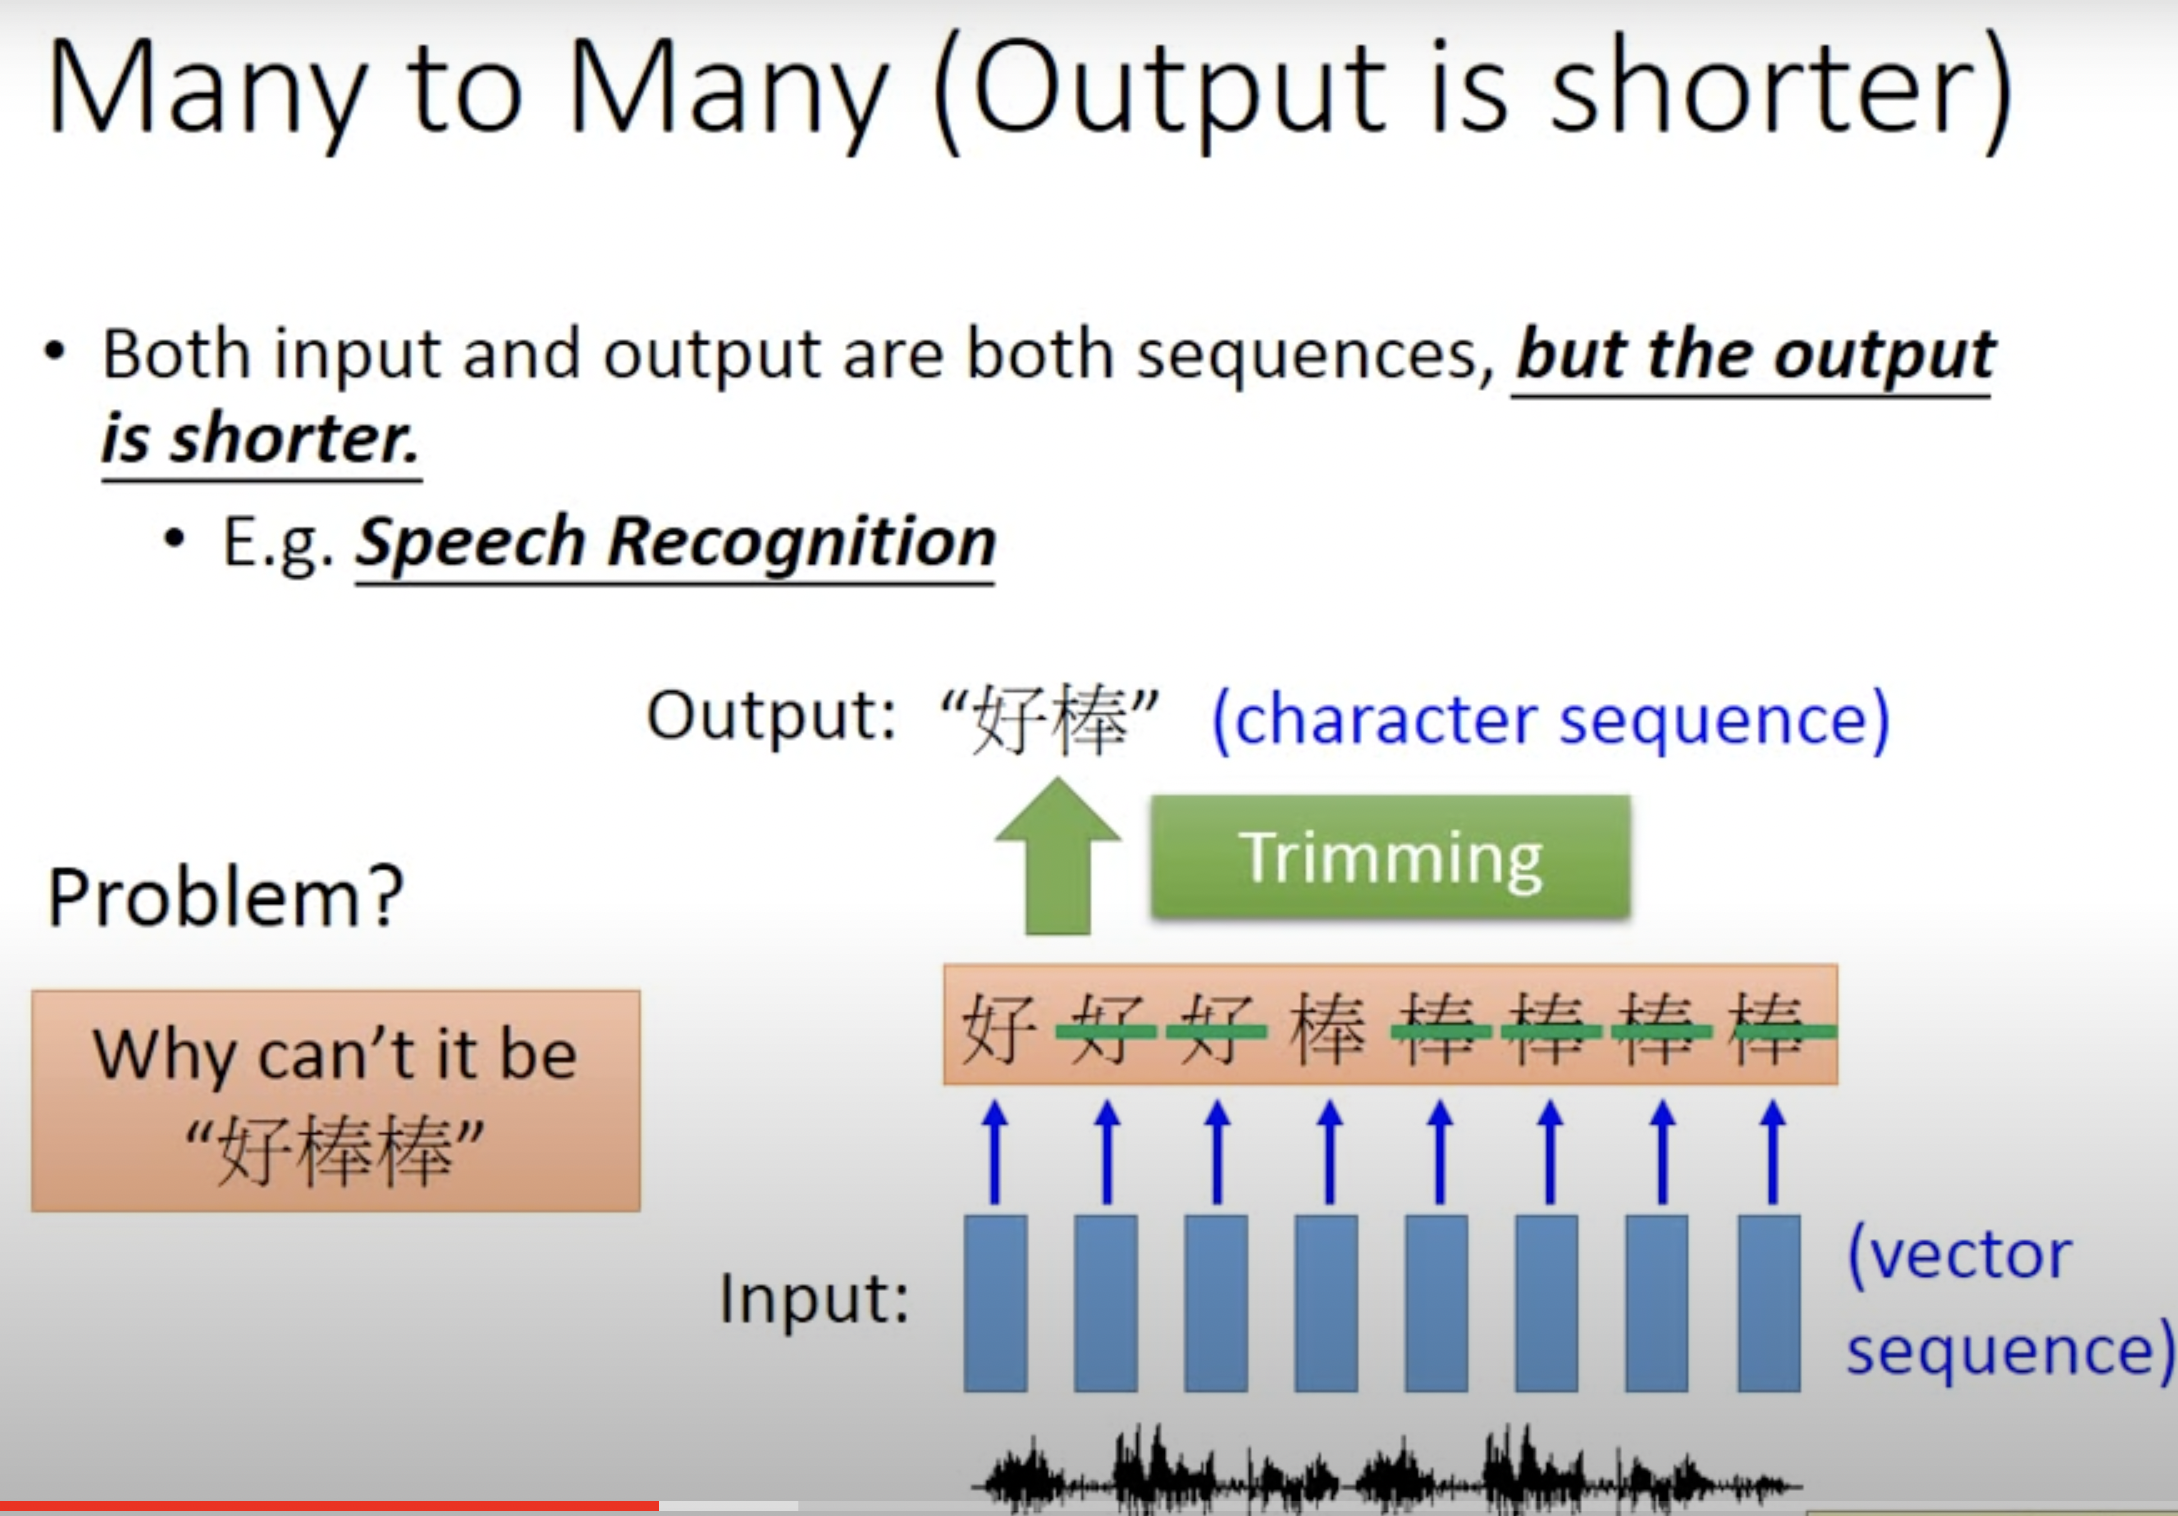 Many to Many (Output is shorter)
• Both input and output are both sequences, but the output
is shorter.
• E.g. Speech Recognition
Output: “好棒” (character sequence)
Trimming
Problem?
好 好 好 棒 棒 棒 棒 棒
Why can’t it be
“好棒棒”
Input:
(vector
sequence)